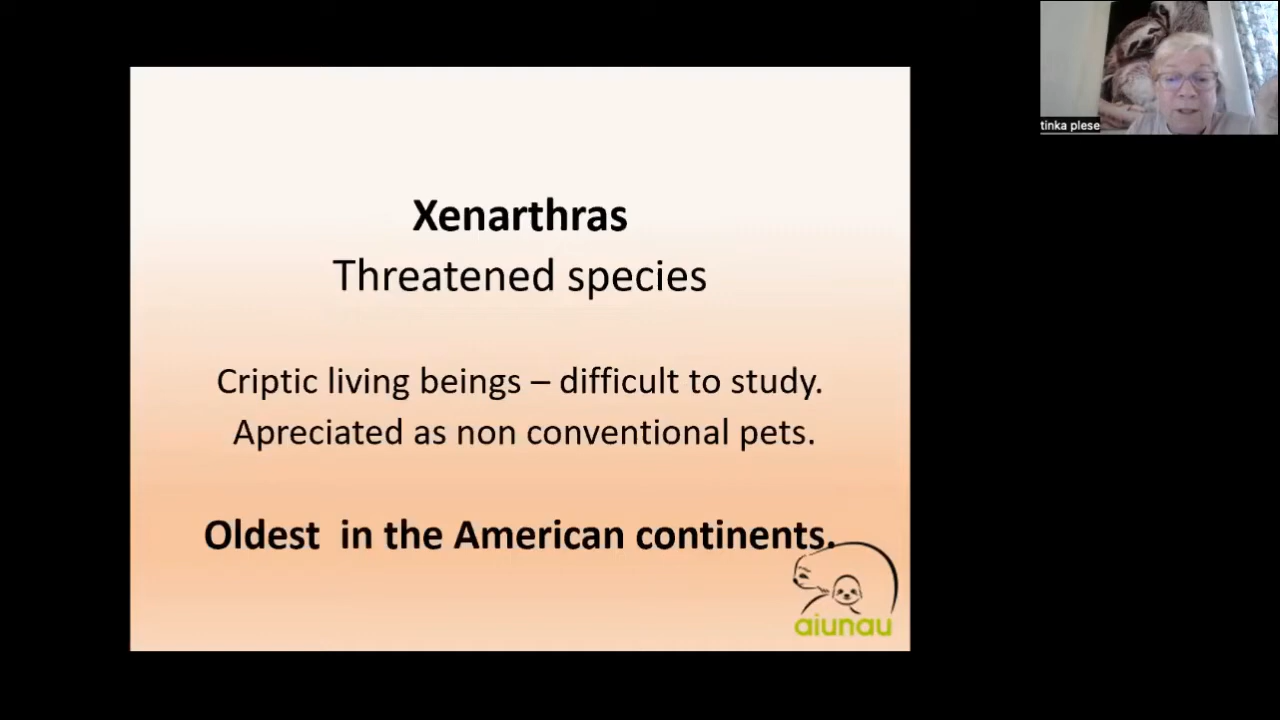 tinka plese
Xenarthras
Threatened species
Criptic living beings – difficult to study.
Apreciated as non conventional pets.
Oldest in the American continents.
aiunau